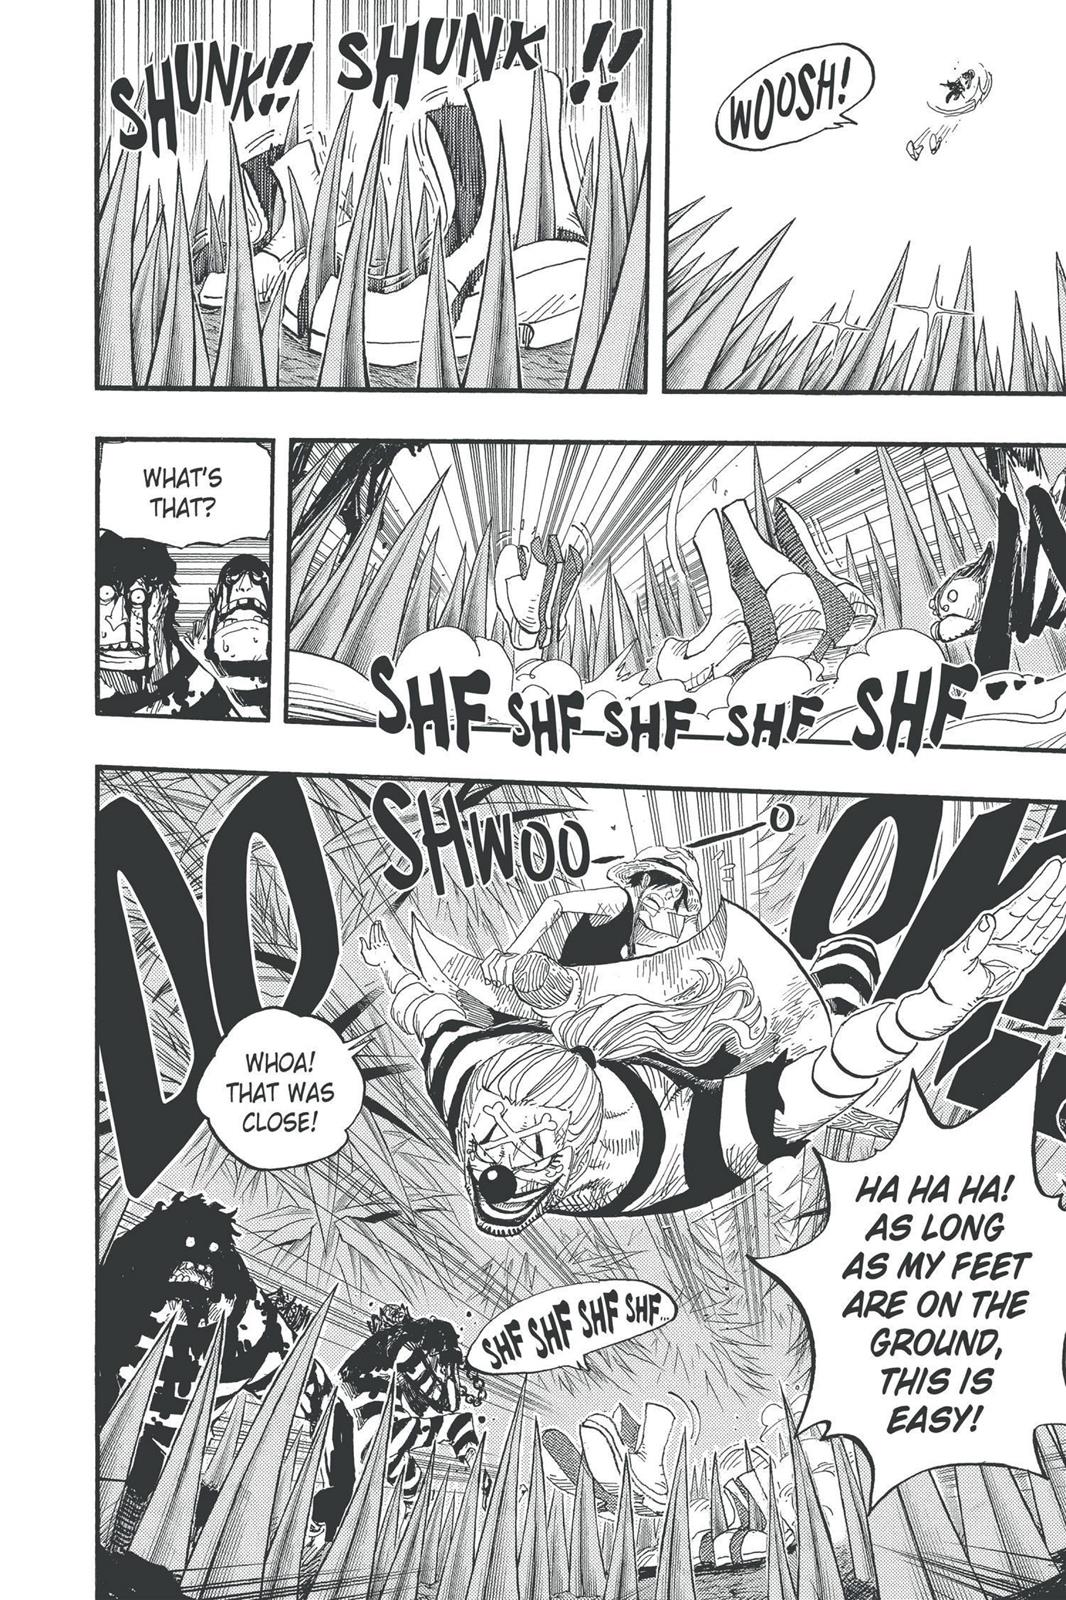 WOOSH!
SHUNK!! SHUNK!!
SHF SHF SHF SHF SHF
WHAT'S
THAT?
SHWOO—O
HA HA HA!
AS LONG
AS MY FEET
ARE ON THE
GROUND,
THIS IS
EASY!
WHOA!
THAT WAS
CLOSE!
SHF SHF SHF SHF...